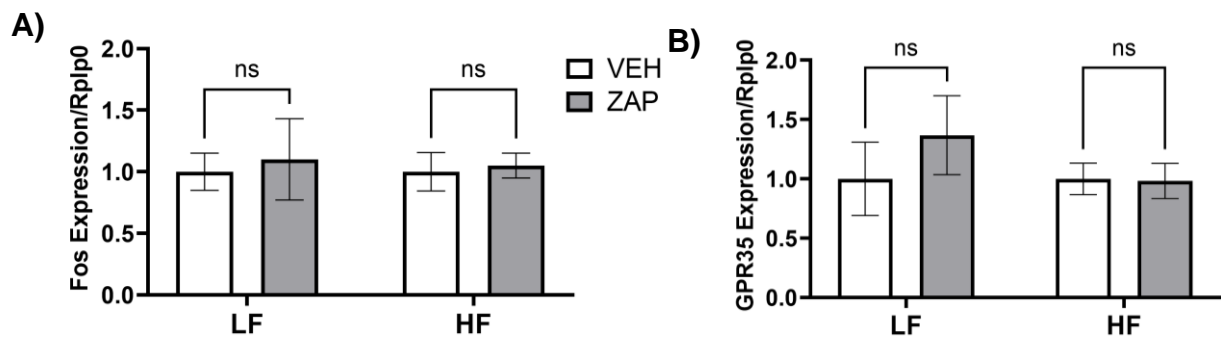 A)
Fos Expression/Rplp0
2.0
1.5
1.0
0.5
0.0
ns
ns
LF
HF
VEH
ZAP
B)
GPR35 Expression/Rplp0
2.0
1.5
1.0
0.5
0.0
ns
ns
LF
HF